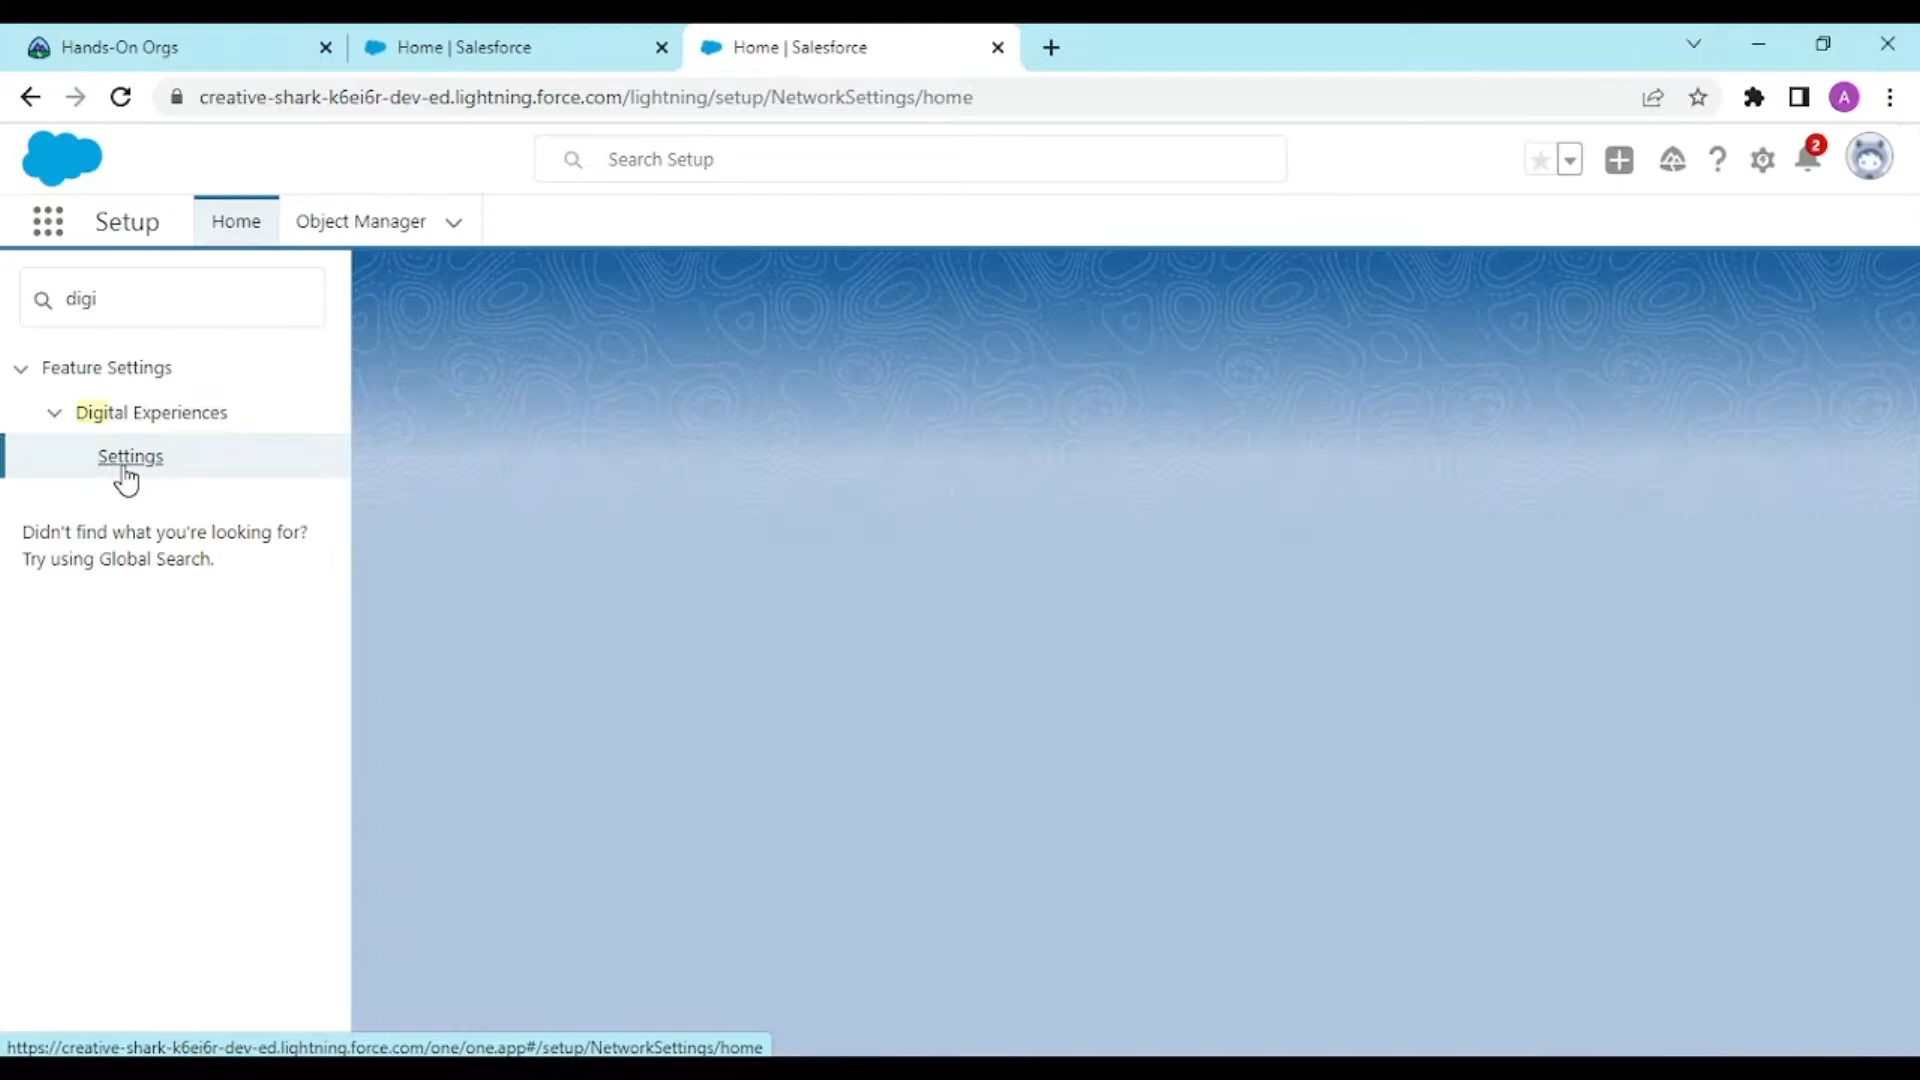 Hands-On Orgs
Home | Salesforce
Home | Salesforce
creative-shark-k6ei6r-dev-ed.lightning.force.com/lightning/setup/NetworkSettings/home
A
Search Setup
2
Setup
Home
Object Manager
digi
Feature Settings
Digital Experiences
Settings
Didn't find what you're looking for?
Try using Global Search.
https://creative-shark-k6ei6r-dev-ed.lightning.force.com/one/one.app#/setup/NetworkSettings/home